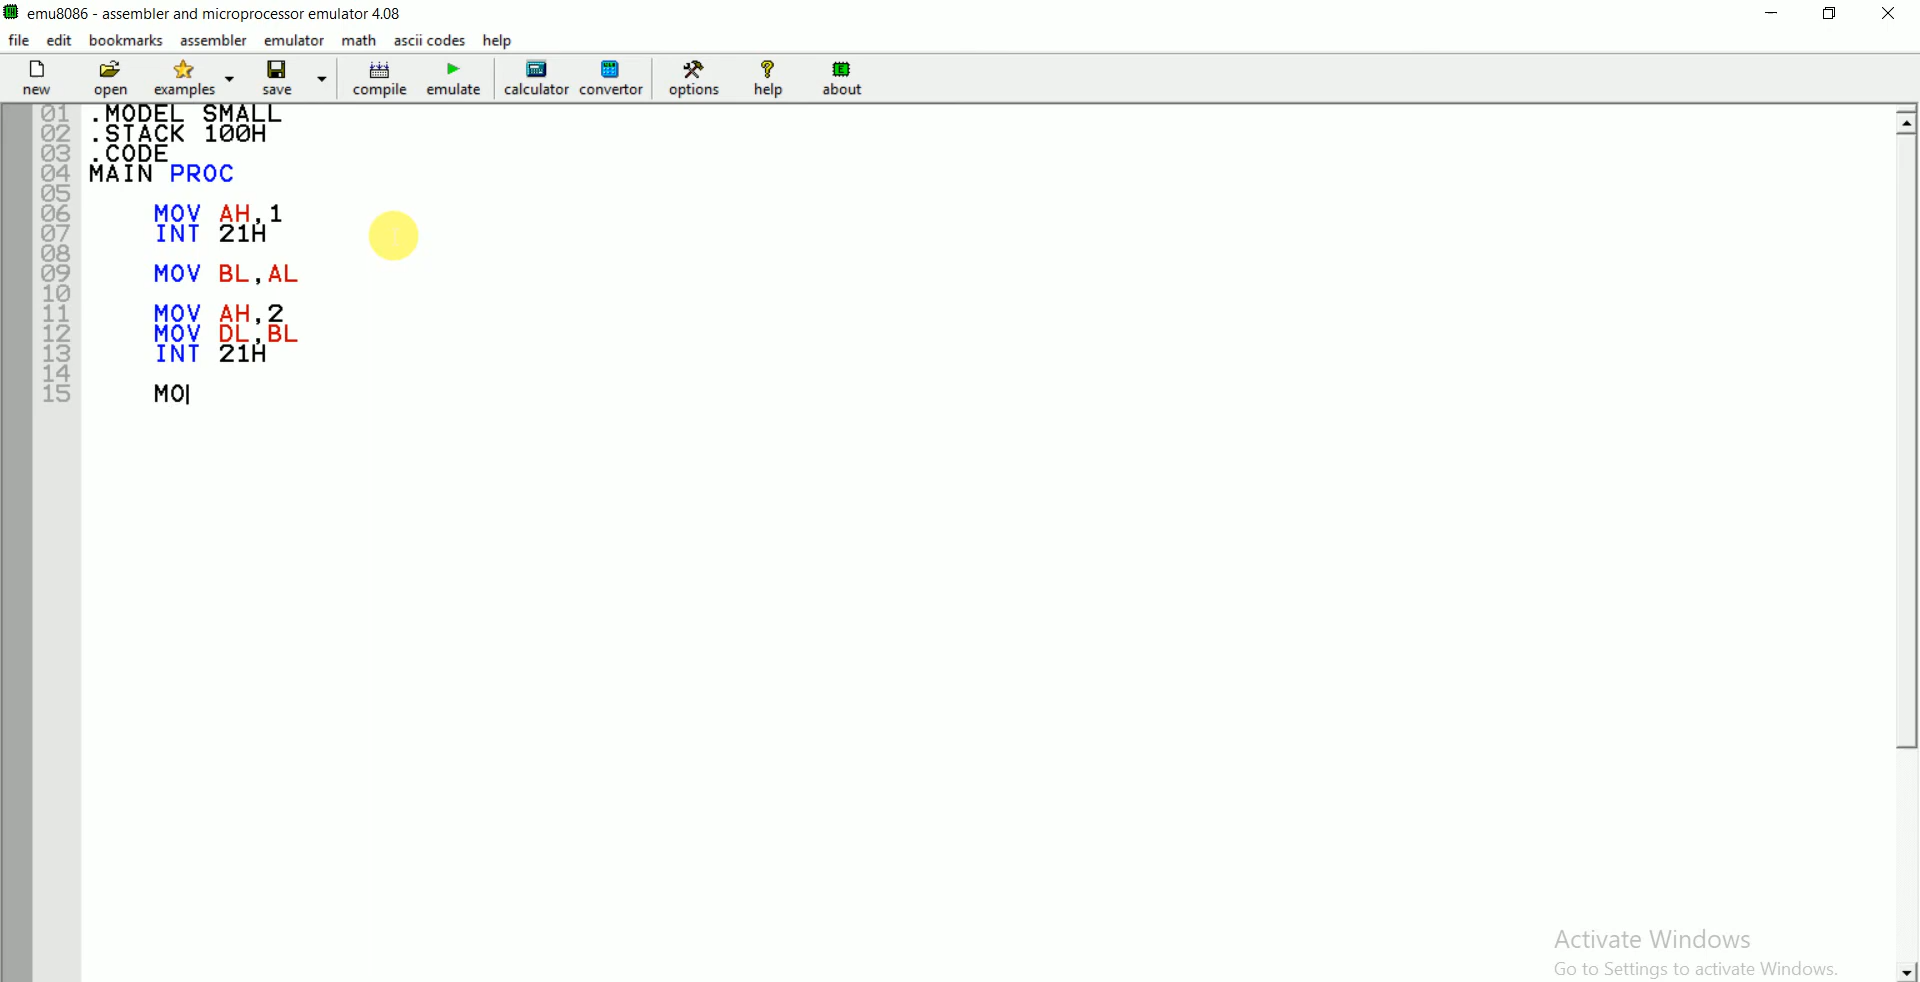 emu8086 - assembler and microprocessor emulator 4.08
file edit bookmarks assembler emulator math ascii codes help
new open examples save compile emulate calculator convertor options help about
01 .MODEL SMALL
02 .STACK 100H
03 .CODE
04 MAIN PROC
05
06 MOV AH,1
07 INT 21H
08
09 MOV BL,AL
10
11 MOV AH,2
12 MOV DL,BL
13 INT 21H
14
15 MO
Activate Windows
Go to Settings to activate Windows.